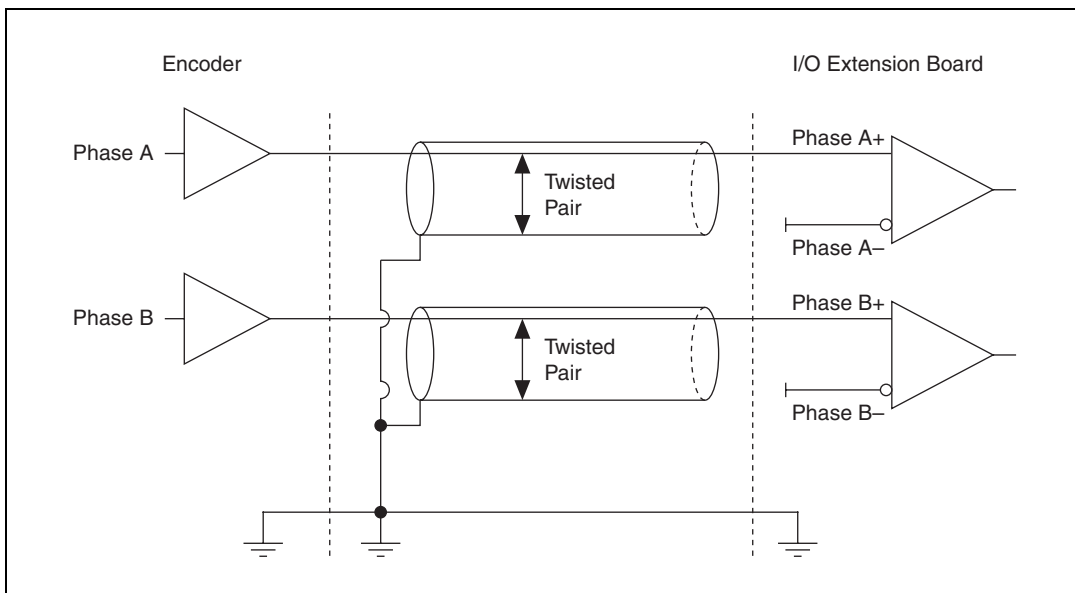 Encoder
I/O Extension Board
Phase A
Phase A+
Twisted
Pair
Phase A–
Phase B
Phase B+
Twisted
Pair
Phase B–